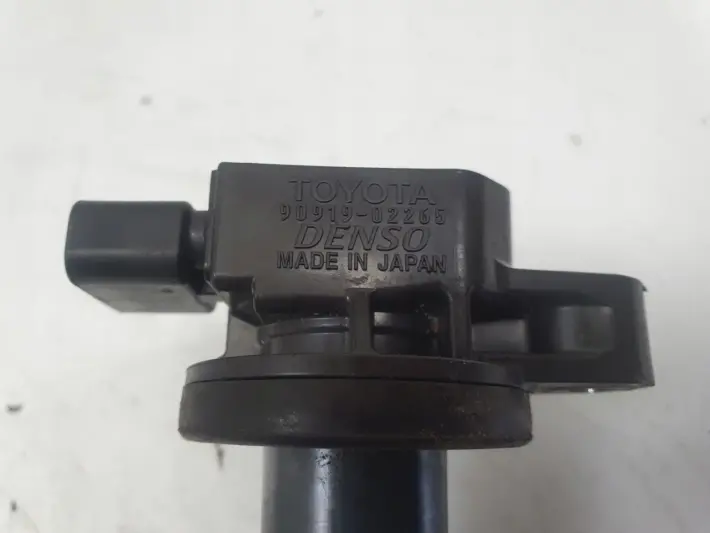 TOYOTA
90919-02265
DENSO
MADE IN JAPAN